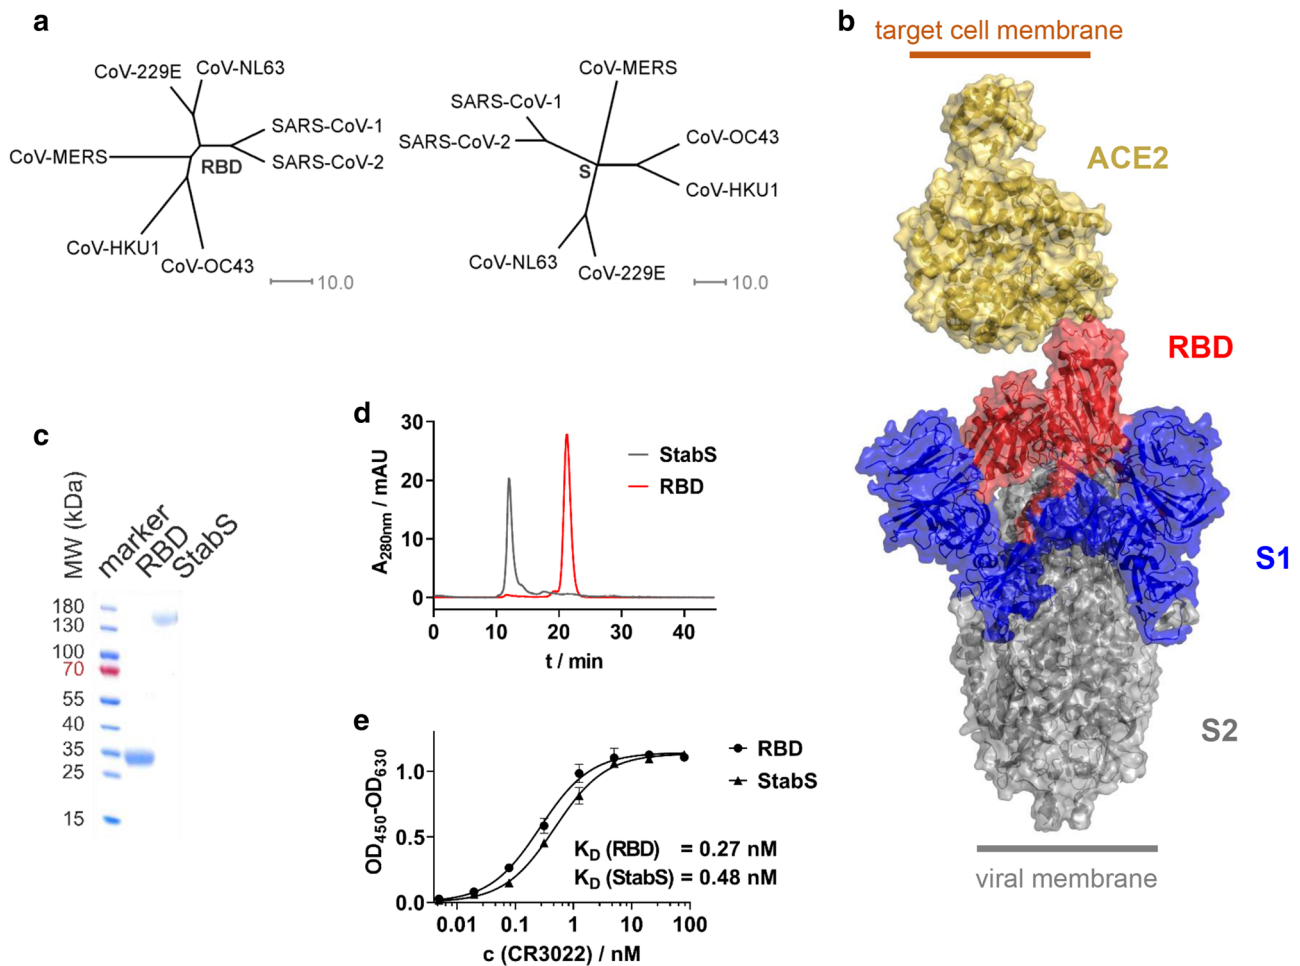 a
CoV-229E
CoV-NL63
SARS-CoV-1
SARS-CoV-2
CoV-MERS
RBD
CoV-HKU1
CoV-OC43
10.0
CoV-MERS
SARS-CoV-1
SARS-CoV-2
CoV-OC43
S
CoV-HKU1
CoV-NL63
CoV-229E
10.0
b
target cell membrane
ACE2
RBD
S1
S2
viral membrane
c
MW (kDa)
marker
RBD
StabS
180
130
100
70
55
40
35
25
15
d
A280nm / mAU
30
20
10
0
StabS
RBD
0 10 20 30 40
t / min
e
OD450-OD630
1.0
0.5
0.0
RBD
StabS
KD (RBD) = 0.27 nM
KD (StabS) = 0.48 nM
0.01 0.1 1 10 100
c (CR3022) / nM